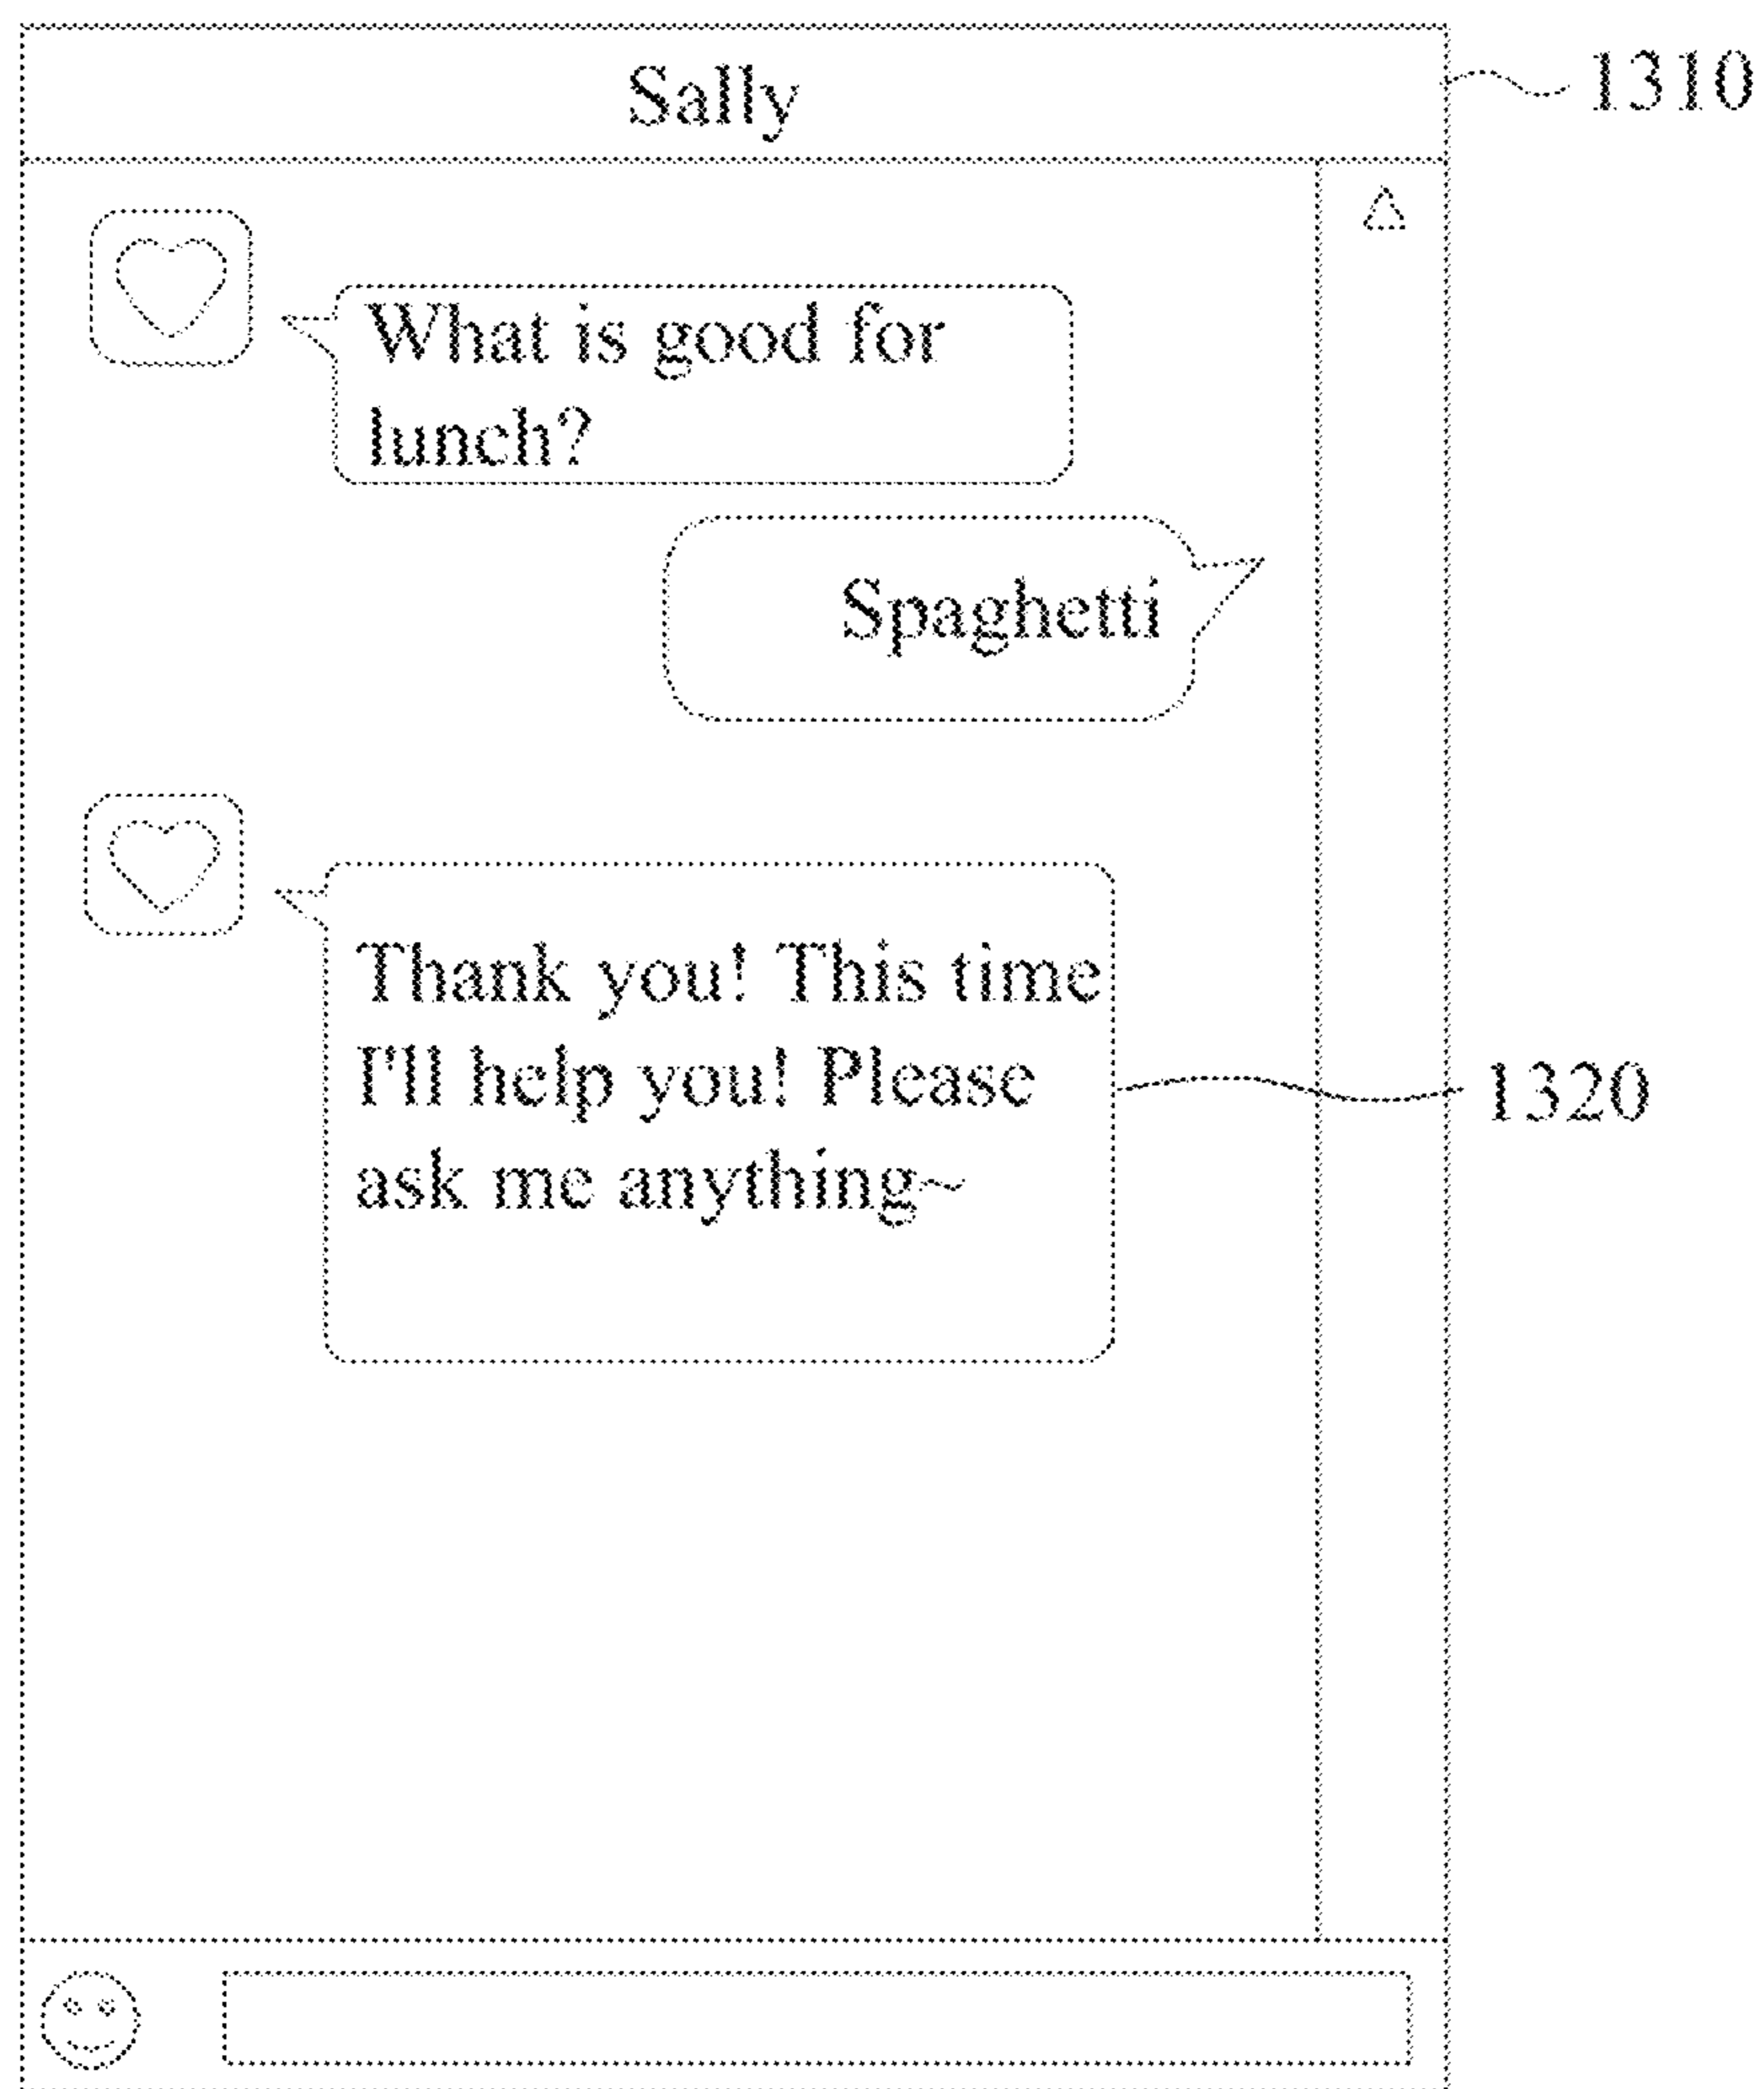 Sally
1310
What is good for
lunch?
Spaghetti
Thank you! This time
I'll help you! Please
ask me anything~
1320